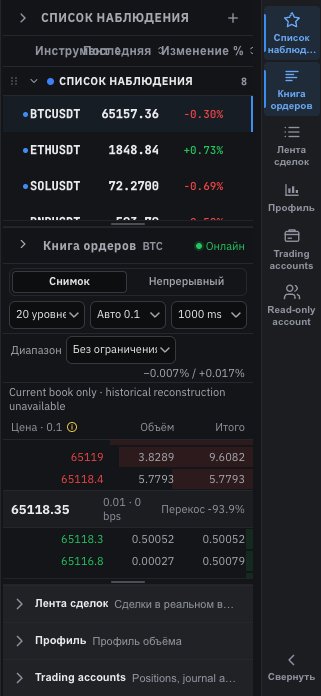 СПИСОК НАБЛЮДЕНИЯ
Изменение %
СПИСОК НАБЛЮДЕНИЯ 8
BTCUSDT 65157.36 -0.30%
ETHUSDT 1848.84 +0.73%
SOLUSDT 72.2700 -0.69%
Книга ордеров BTC Онлайн
Снимок Непрерывный
20 уровне Авто 0.1 1000 ms
Диапазон Без ограничения
−0.007% / +0.017%
Current book only · historical reconstruction
unavailable
Цена · 0.1 Объём Итого
65119 3.8289 9.6082
65118.4 5.7793 5.7793
65118.35 0.01 · 0 bps Перекос -93.9%
65118.3 0.50052 0.50052
65116.8 0.00027 0.50079
Лента сделок Сделки в реальном в…
Профиль Профиль объёма
Trading accounts Positions, journal a…
Список
наблюд…
Книга
ордеров
Лента
сделок
Профиль
Trading
accounts
Read-only
account
Свернуть